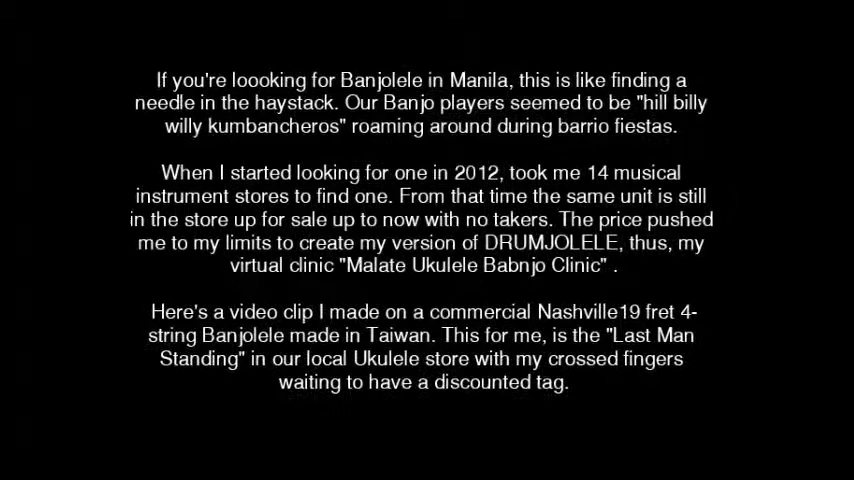 If you're loooking for Banjolele in Manila, this is like finding a
needle in the haystack. Our Banjo players seemed to be "hill billy
willy kumbancheros" roaming around during barrio fiestas.
When I started looking for one in 2012, took me 14 musical
instrument stores to find one. From that time the same unit is still
in the store up for sale up to now with no takers. The price pushed
me to my limits to create my version of DRUMJOLELE, thus, my
virtual clinic "Malate Ukulele Babnjo Clinic" .
Here's a video clip I made on a commercial Nashville19 fret 4-
string Banjolele made in Taiwan. This for me, is the "Last Man
Standing" in our local Ukulele store with my crossed fingers
waiting to have a discounted tag.